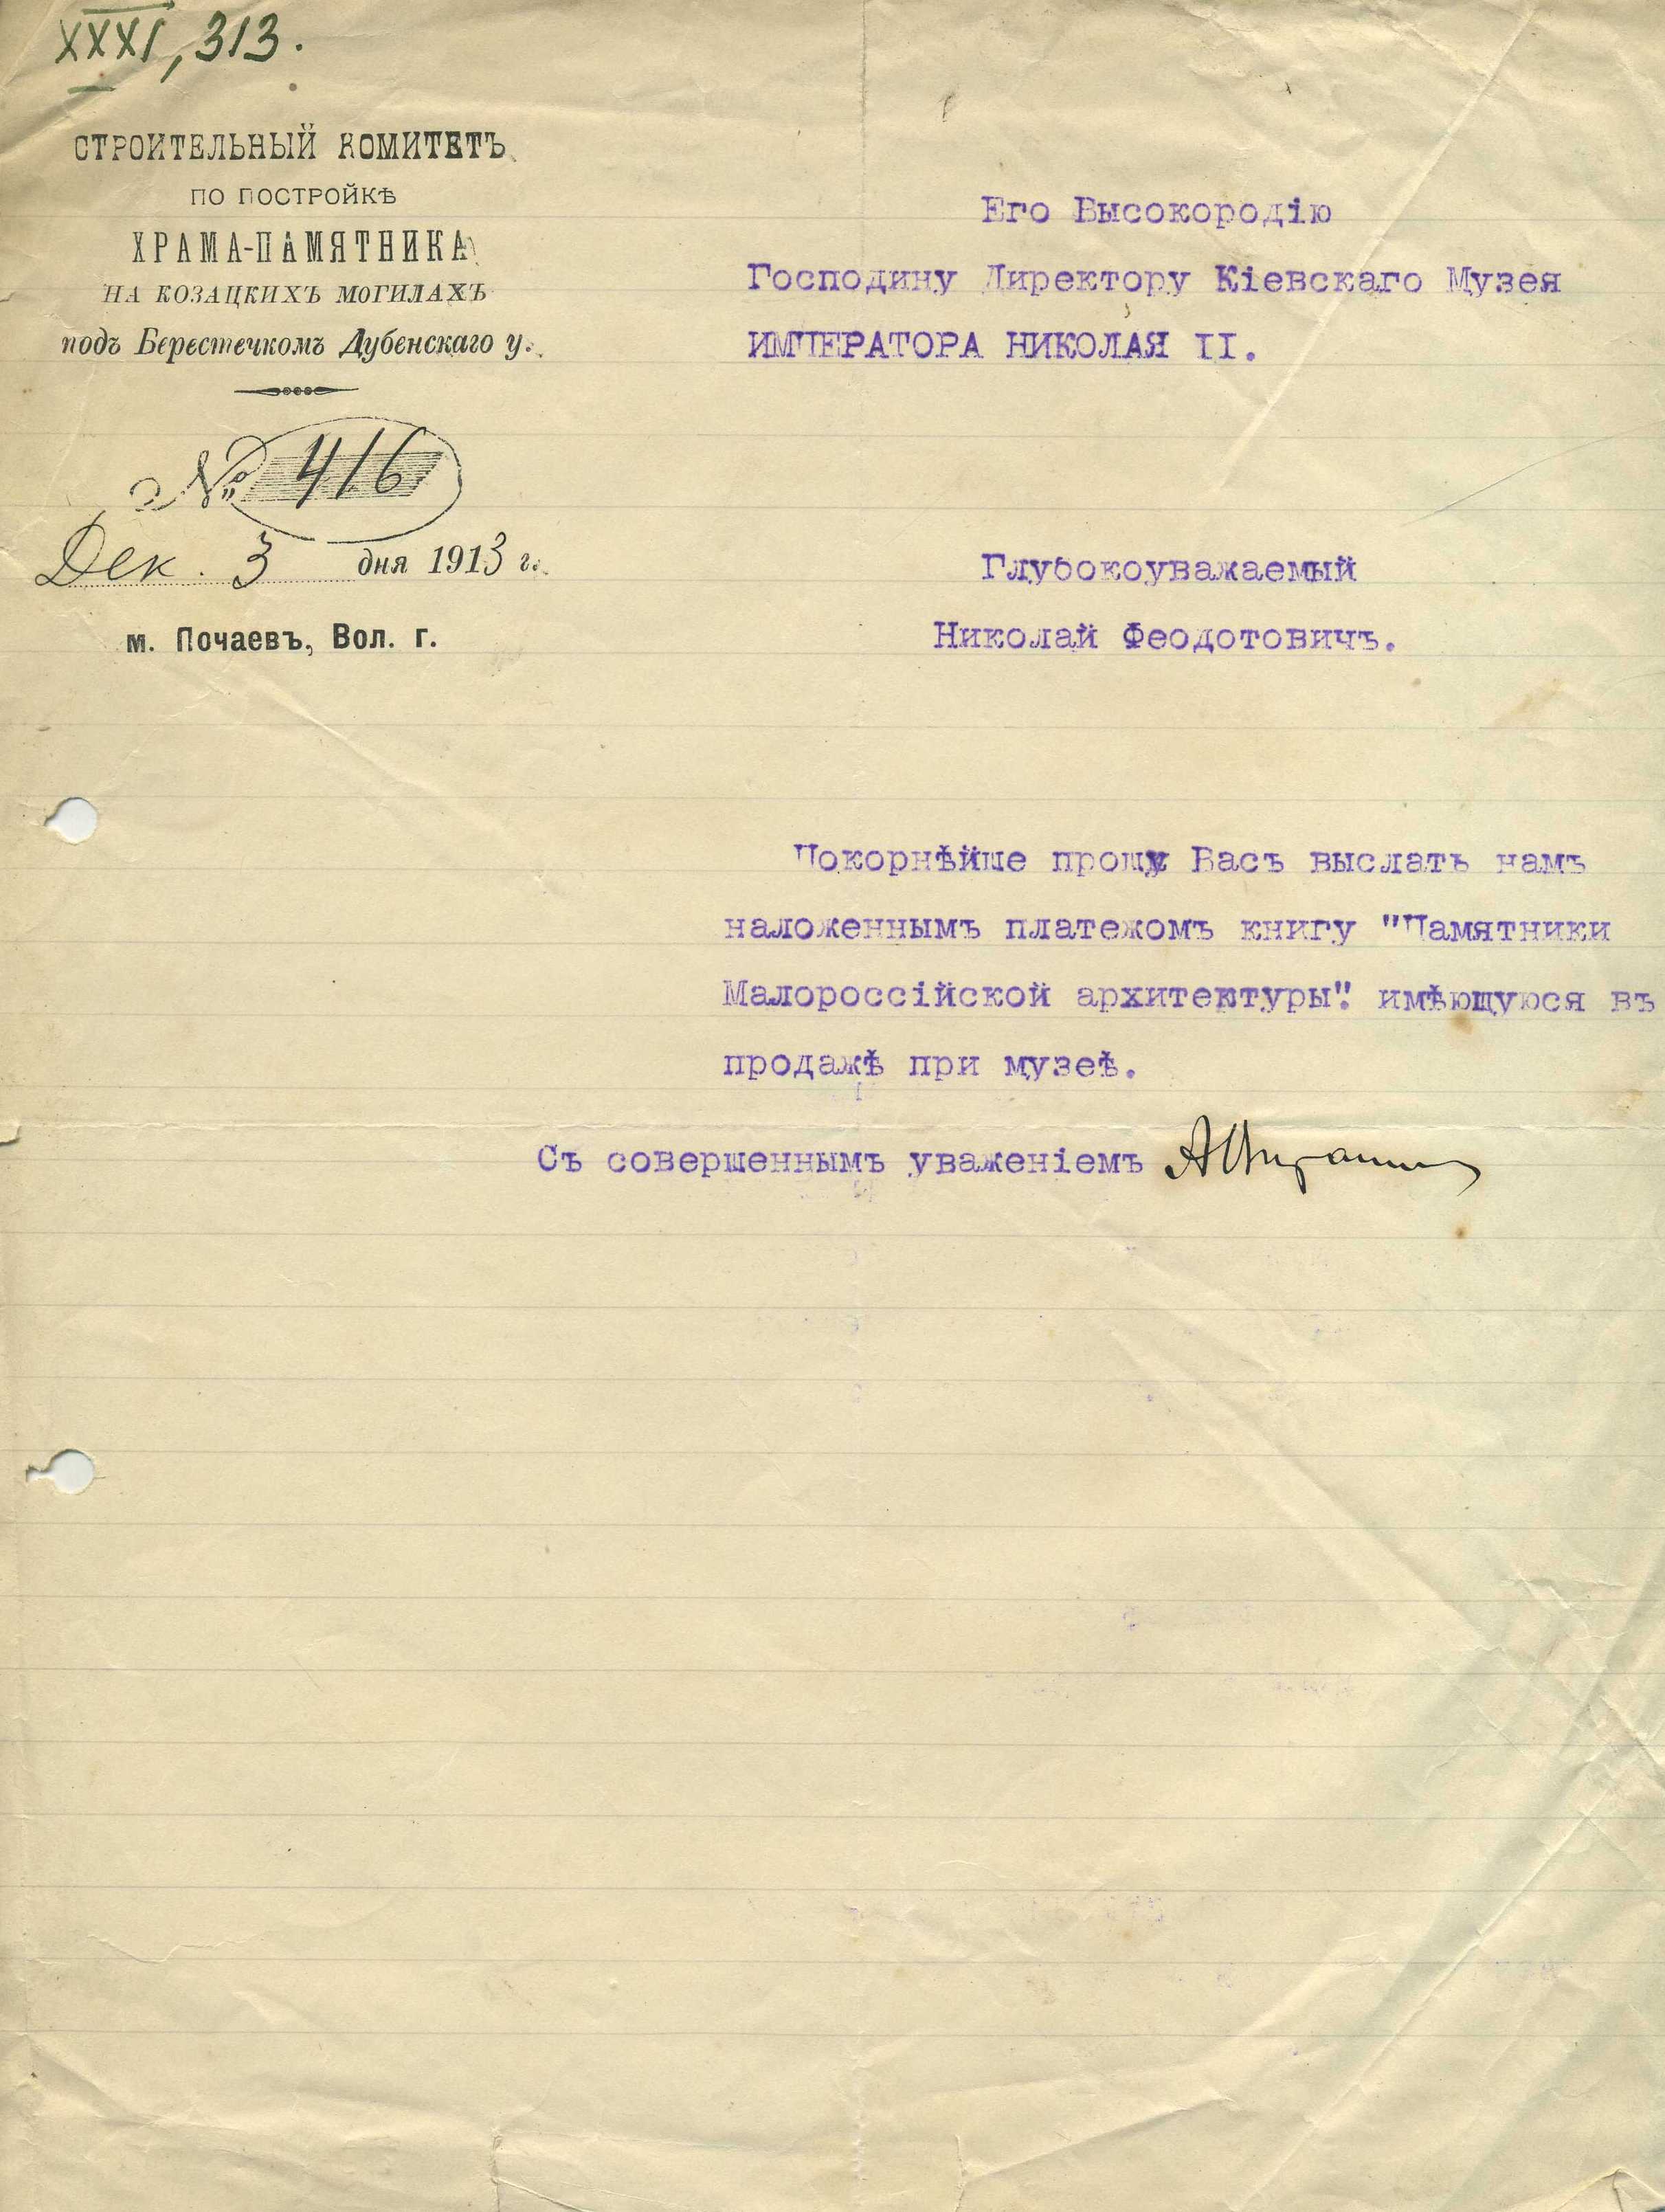 XXXI, 313.
СТРОИТЕЛЬНЫЙ КОМИТЕТЪ
ПО ПОСТРОЙКѢ
ХРАМА-ПАМЯТНИКА
НА КОЗАЦКИХЪ МОГИЛАХЪ
подъ Берестечкомъ Дубенскаго у.
№ 416
Дек. 3 дня 1913 г.
м. Почаевъ, Вол. г.
Его Высокородію
Господину Директору Кіевскаго Музея
ИМПЕРАТОРА НИКОЛАЯ II.
Глубокоуважаемый
Николай Феодотовичъ.
Покорнѣйше прошу Васъ выслать намъ
наложеннымъ платежомъ книгу "Памятники
Малороссійской архитектуры". имѣющуюся въ
продажѣ при музеѣ.
Съ совершеннымъ уваженіемъ